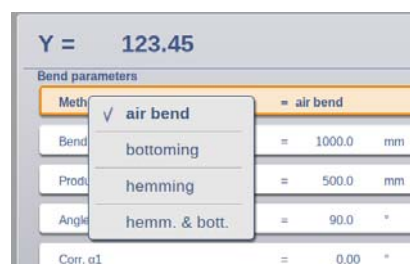 Y = 123.45
Bend parameters
Meth = air bend
√ air bend
Bend = 1000.0 mm
bottoming
Produ = 500.0 mm
hemming
Angle = 90.0 °
hemm. & bott.
Corr. α1 = 0.00 °